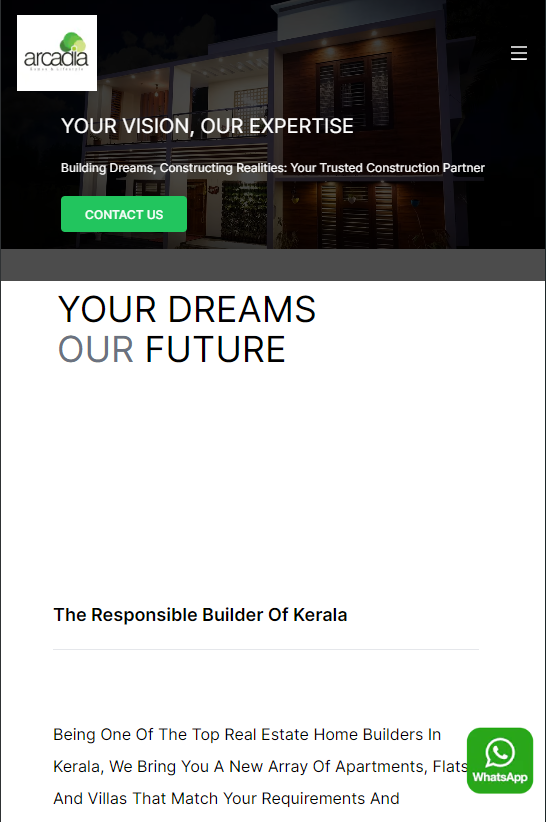 arcadia
YOUR VISION, OUR EXPERTISE
Building Dreams, Constructing Realities: Your Trusted Construction Partner
CONTACT US
YOUR DREAMS
OUR FUTURE
The Responsible Builder Of Kerala
Being One Of The Top Real Estate Home Builders In
Kerala, We Bring You A New Array Of Apartments, Flats
And Villas That Match Your Requirements And
WhatsApp